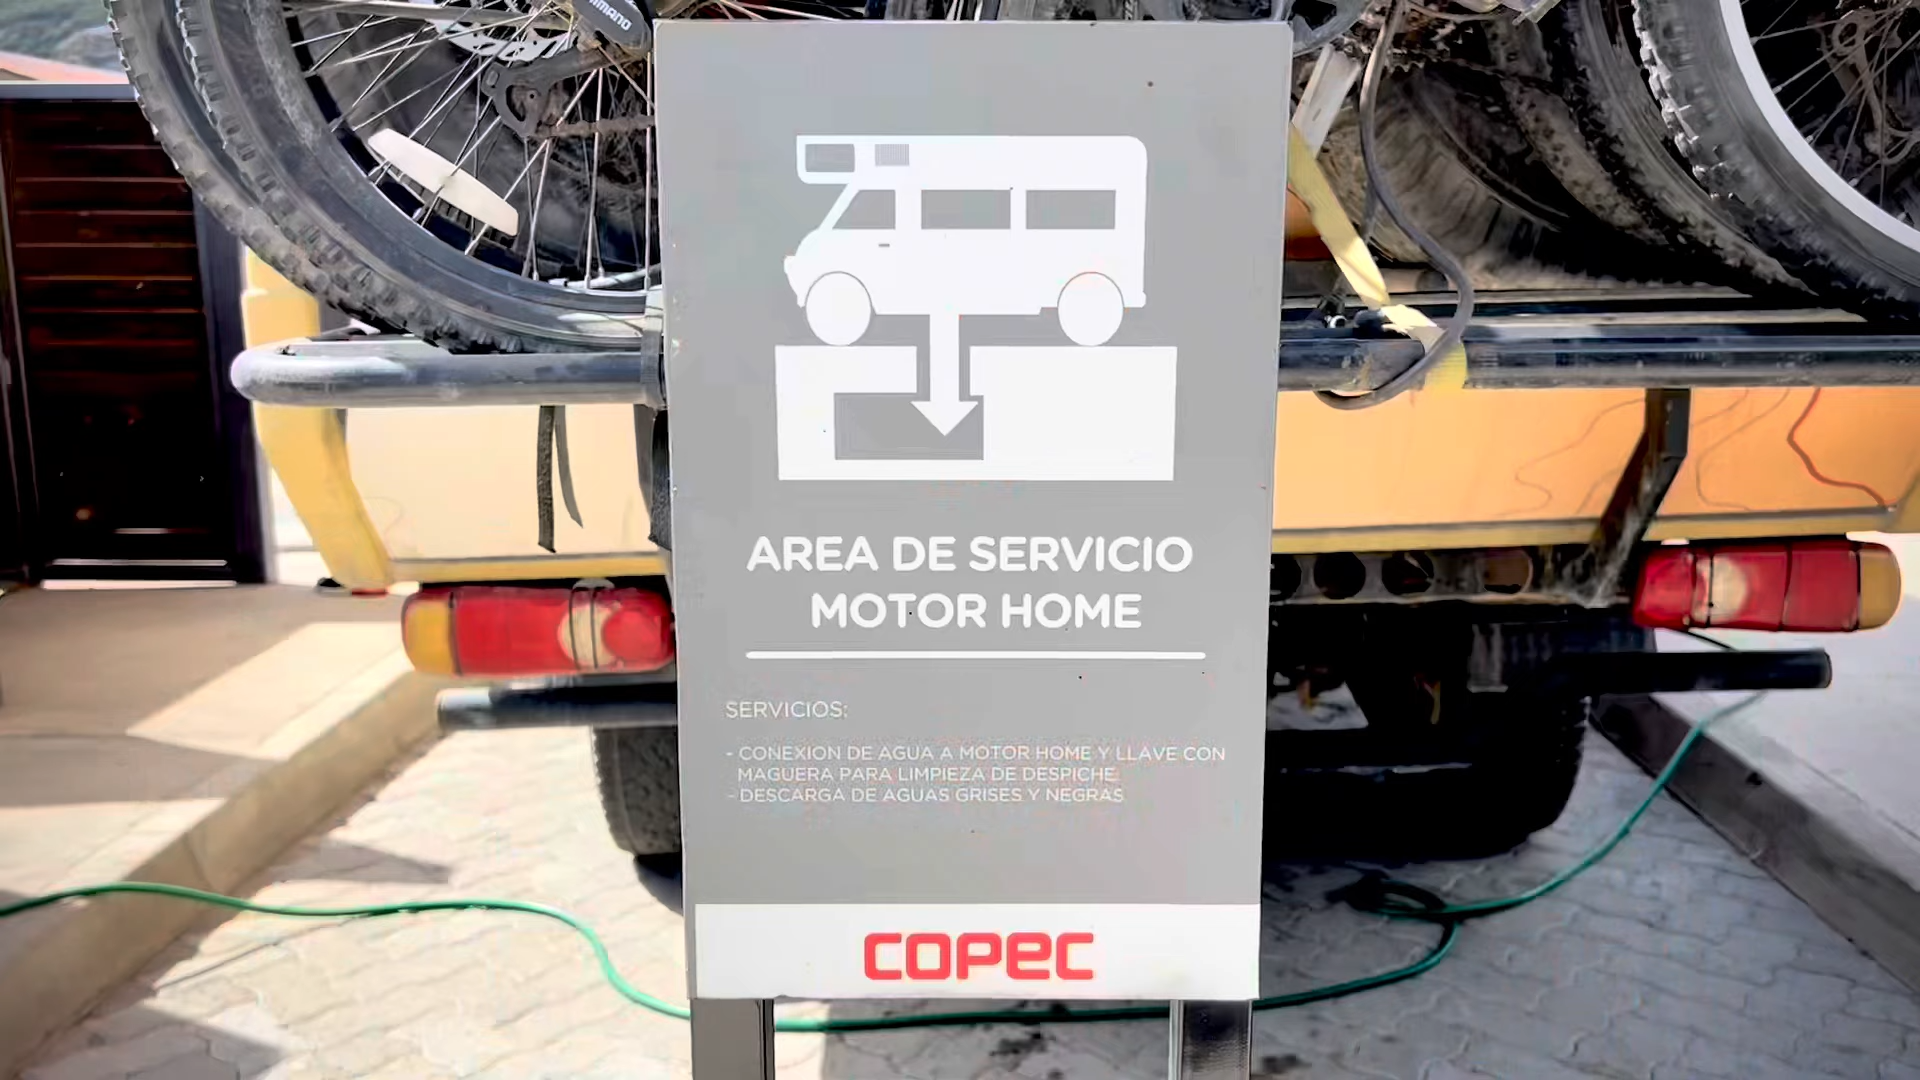 SHIMANO
AREA DE SERVICIO
MOTOR HOME
SERVICIOS:
- CONEXION DE AGUA A MOTOR HOME Y LLAVE CON
MAGUERA PARA LIMPIEZA DE DESPICHE.
- DESCARGA DE AGUAS GRISES Y NEGRAS
COPEC